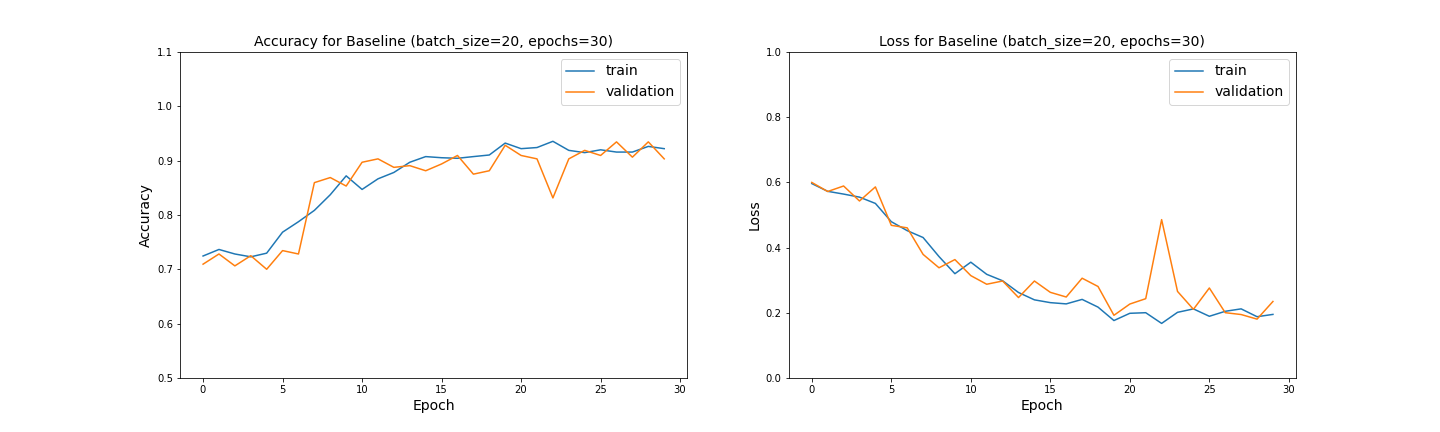 Accuracy for Baseline (batch_size=20, epochs=30)
1.1
1.0
0.9
0.8
0.7
0.6
0.5
Accuracy
0 5 10 15 20 25 30
Epoch
train
validation
Loss for Baseline (batch_size=20, epochs=30)
1.0
0.8
0.6
0.4
0.2
0.0
Loss
0 5 10 15 20 25 30
Epoch
train
validation